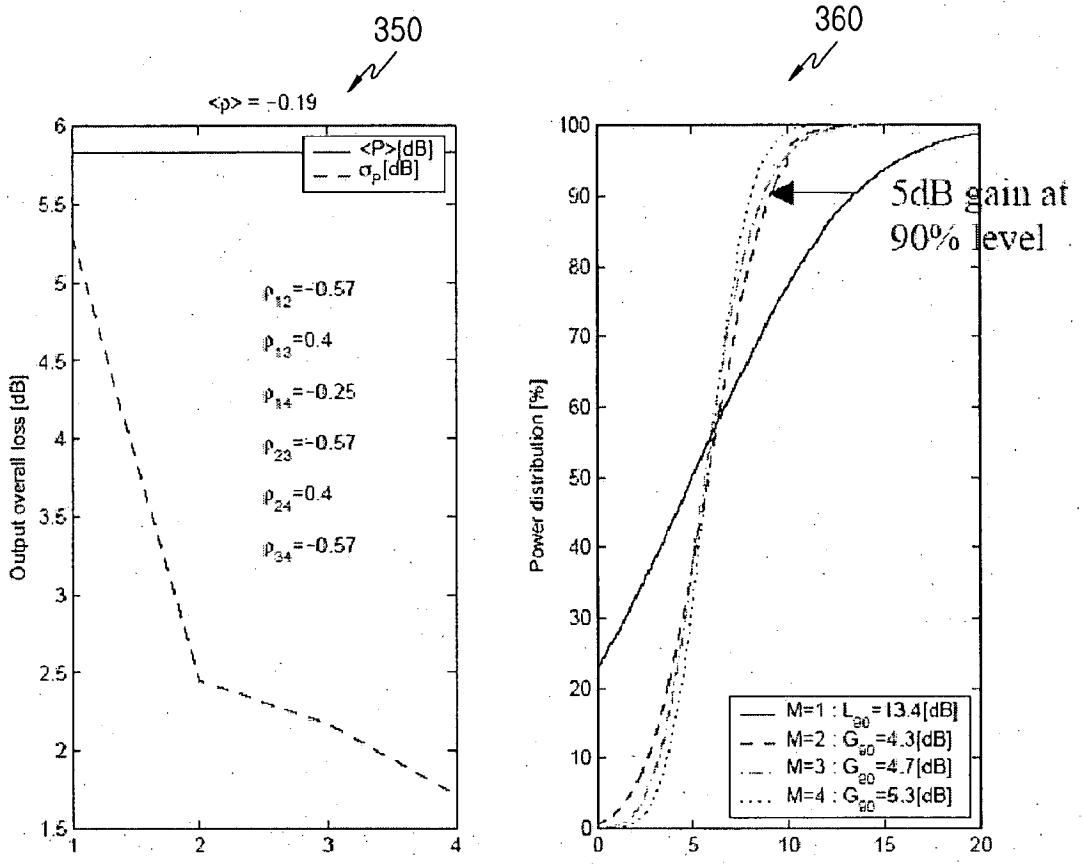 350
<ρ> = -0.19
6
5.5
5
4.5
4
3.5
3
2.5
2
1.5
1
2
3
4
Output overall loss [dB]
<P>[dB]
σP[dB]
ρ12=-0.57
ρ13=0.4
ρ14=-0.25
ρ23=-0.57
ρ24=0.4
ρ34=-0.57
360
100
90
80
70
60
50
40
30
20
10
0
0
5
10
15
20
Power distribution [%]
5dB gain at
90% level
M=1 : L90=13.4[dB]
M=2 : G90=4.3[dB]
M=3 : G90=4.7[dB]
M=4 : G90=5.3[dB]